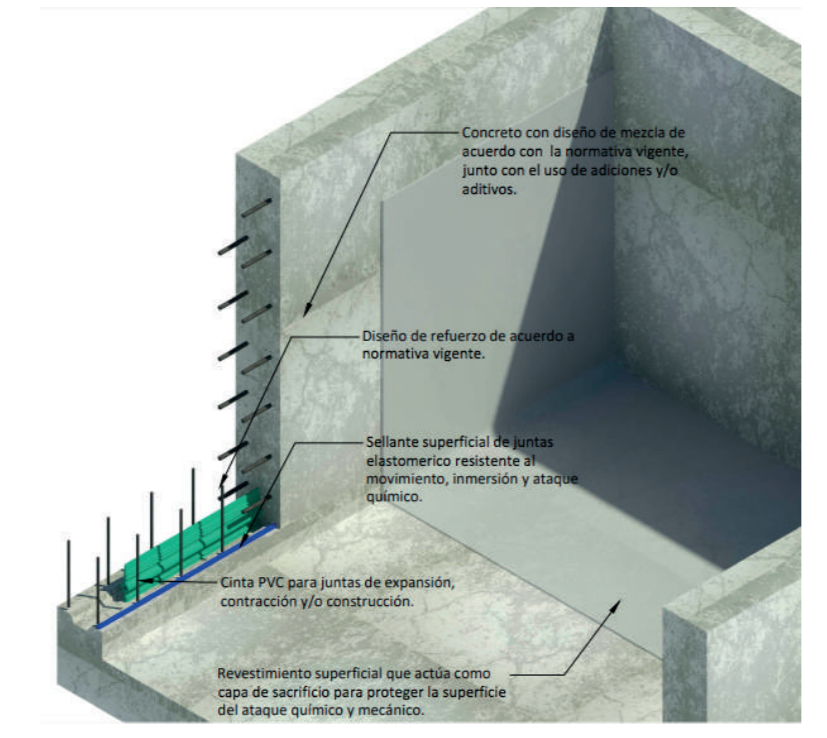 Concreto con diseño de mezcla de
acuerdo con la normativa vigente,
junto con el uso de adiciones y/o
aditivos.
Diseño de refuerzo de acuerdo a
normativa vigente.
Sellante superficial de juntas
elastomerico resistente al
movimiento, inmersión y ataque
químico.
Cinta PVC para juntas de expansión,
contracción y/o construcción.
Revestimiento superficial que actúa como
capa de sacrificio para proteger la superficie
del ataque químico y mecánico.